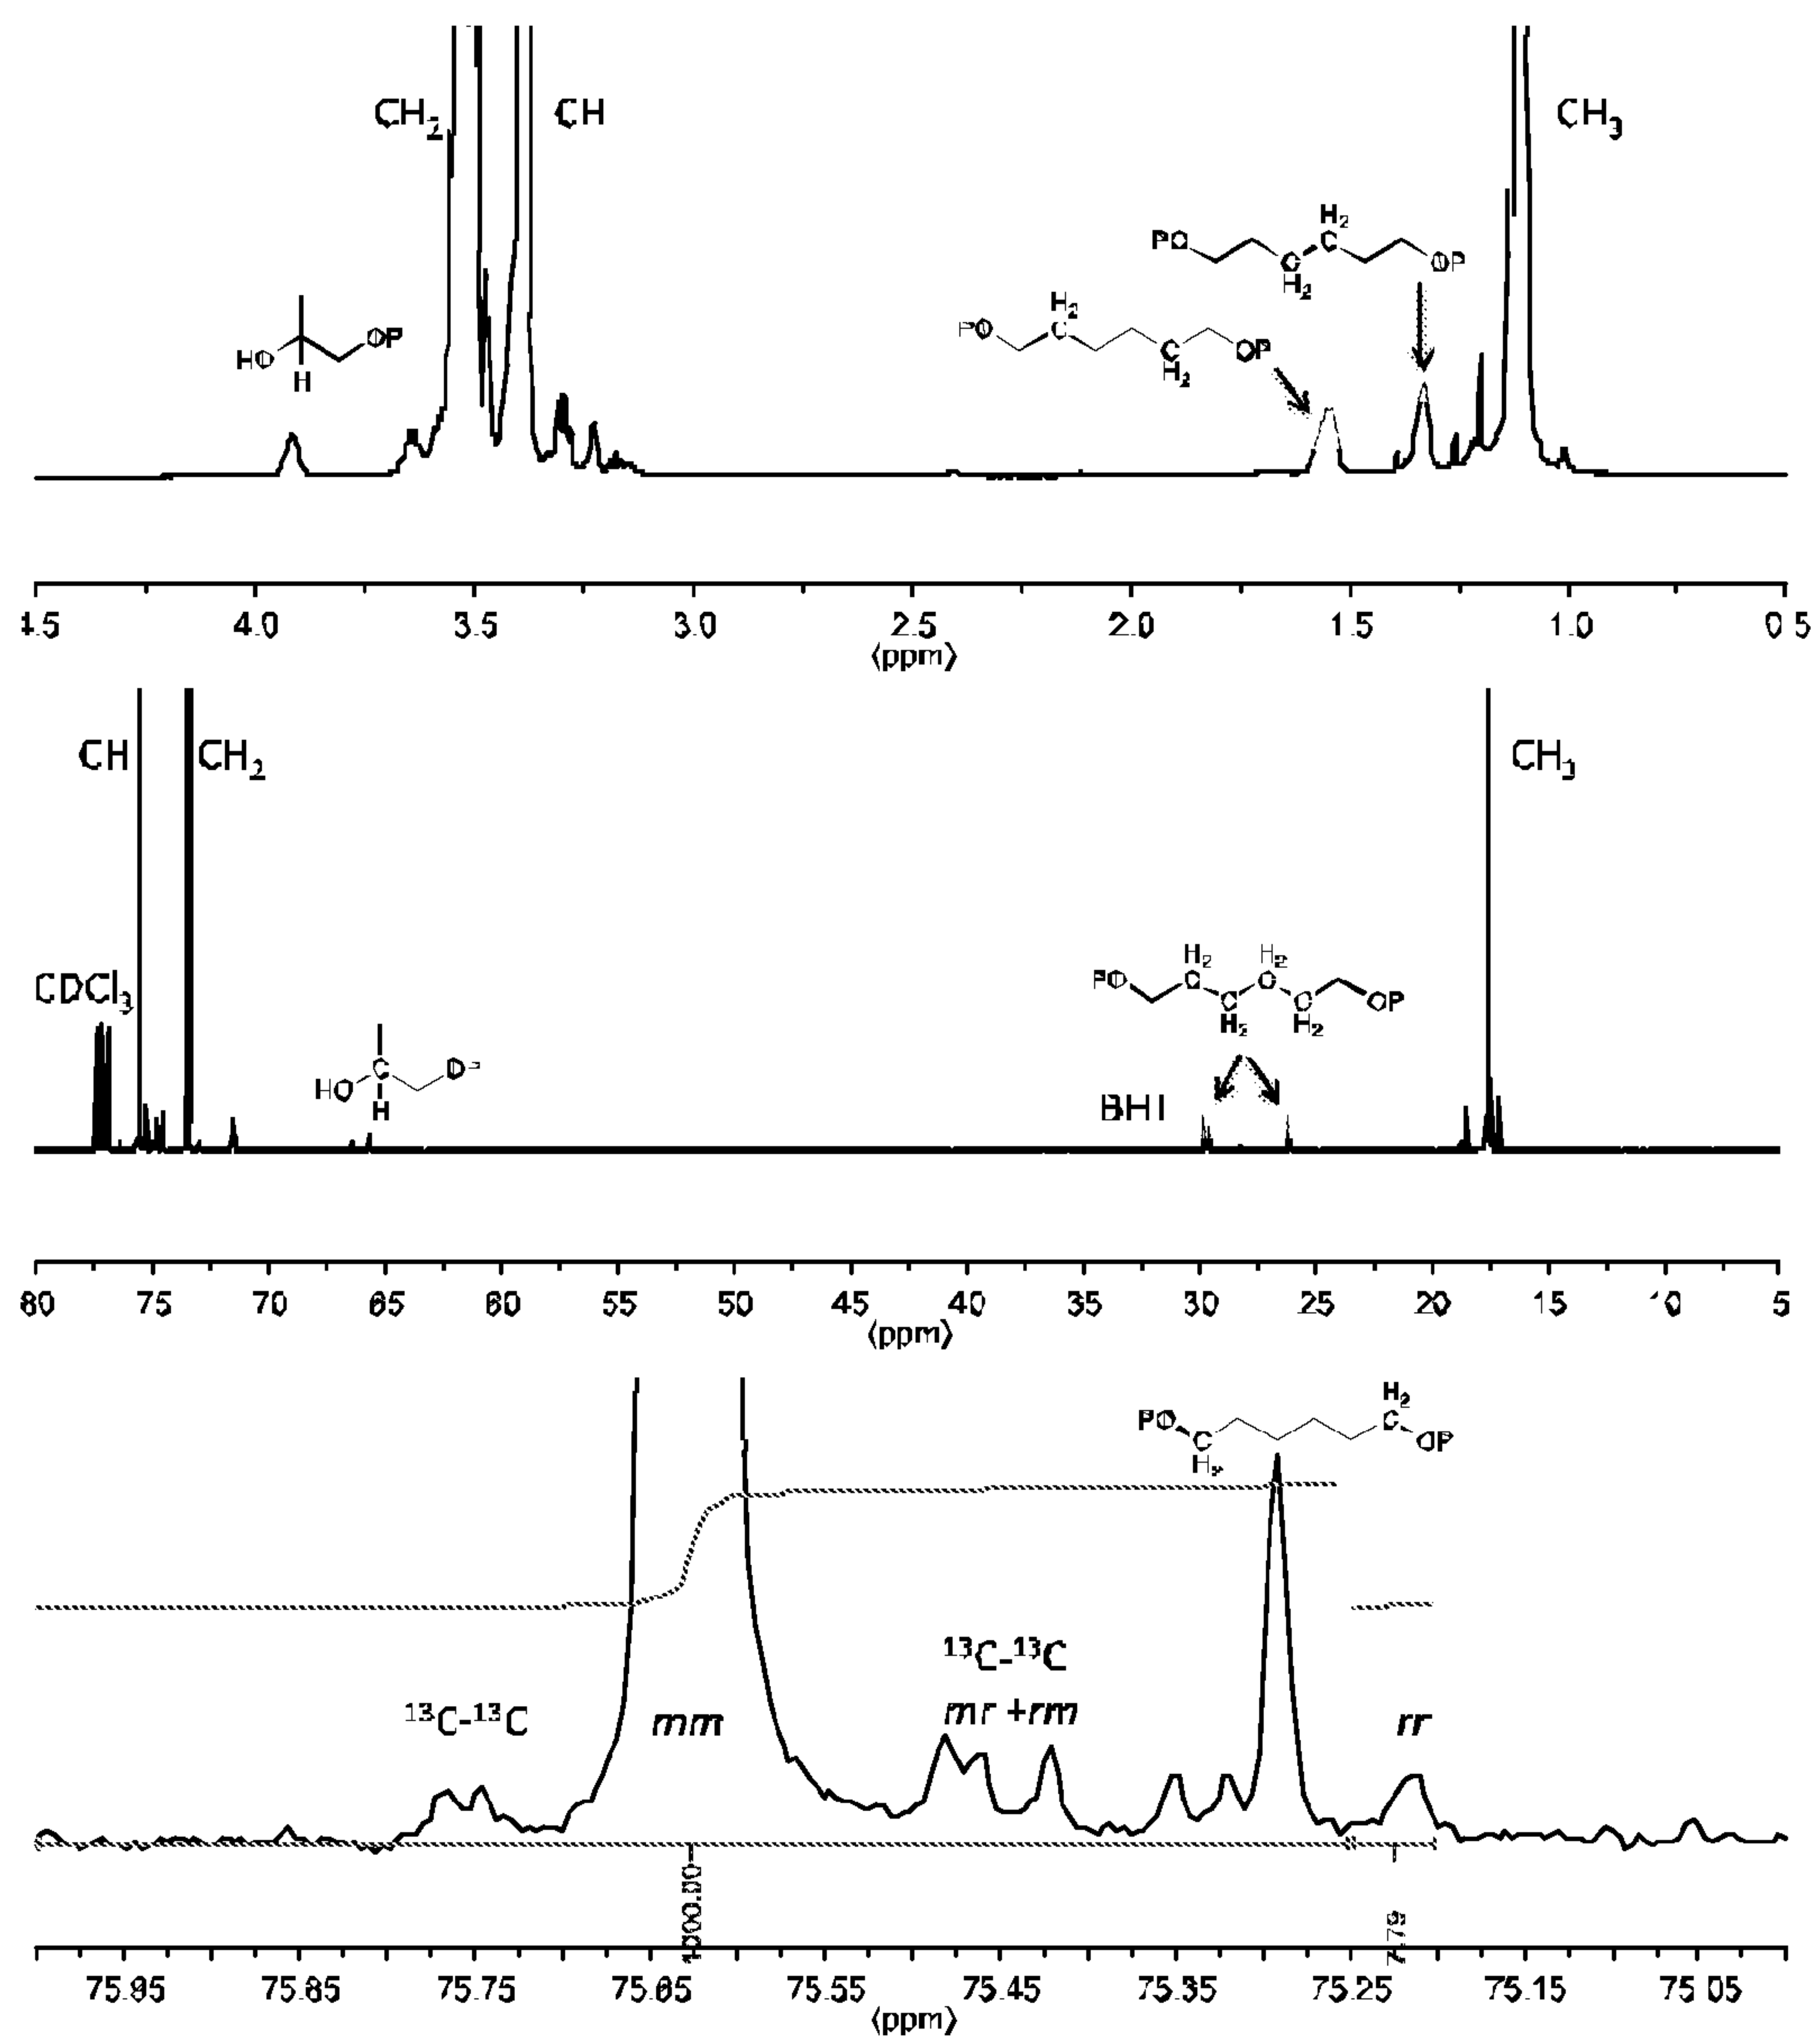 CH₂ CH CH₃
H₂
PO C OP
C
H₂
H₂
PO C OP
C
H₂
OP
HO
H
4.0 3.5 3.0 2.5 2.0 1.5 1.0 0.5
(ppm)
CH CH₂ CH₃
CDCl₃
H₂ H₂
PO C C
C C OP
H₂ H₂
C O
HO
H
BHT
80 75 70 65 60 55 50 45 40 35 30 25 20 15 10 5
(ppm)
H₂
PO C
C OP
¹³C-¹³C
¹³C-¹³C mm mr +rm rr
1000.00
7.79
75.95 75.85 75.75 75.65 75.55 75.45 75.35 75.25 75.15 75.05
(ppm)